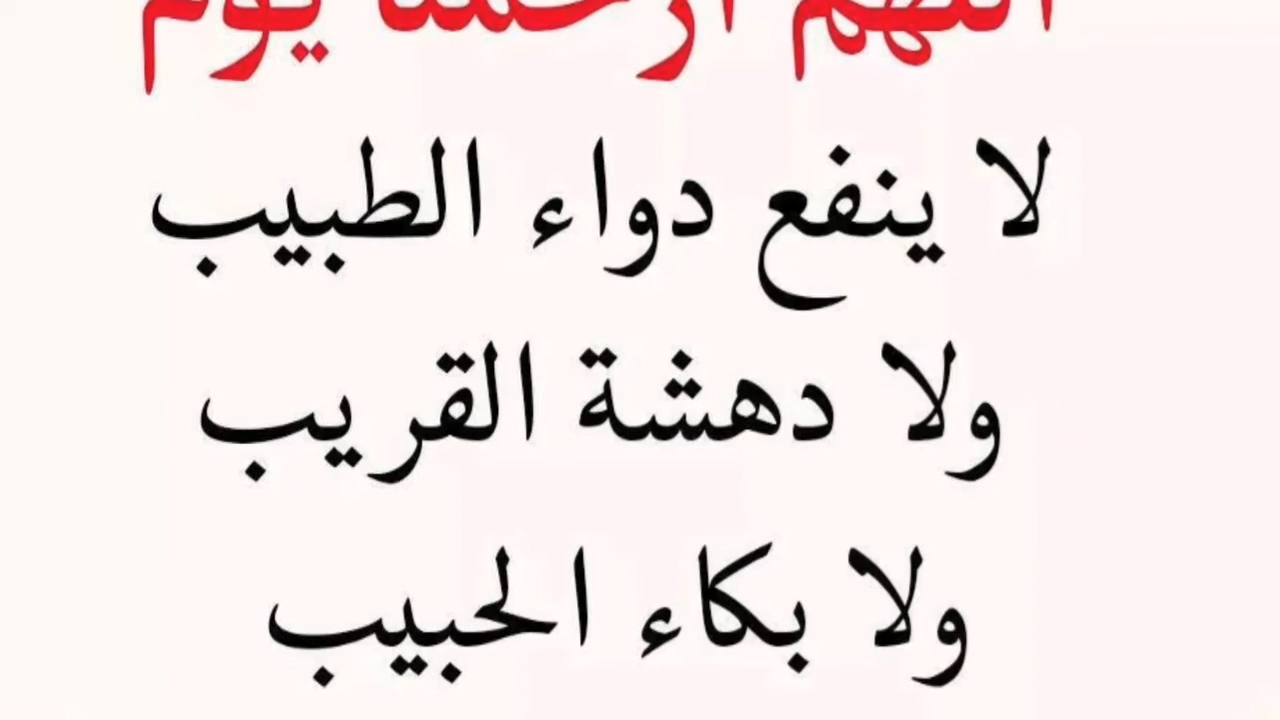 اللهم ارحمنا يوم
لا ينفع دواء الطبيب
ولا دهشة القريب
ولا بكاء الحبيب